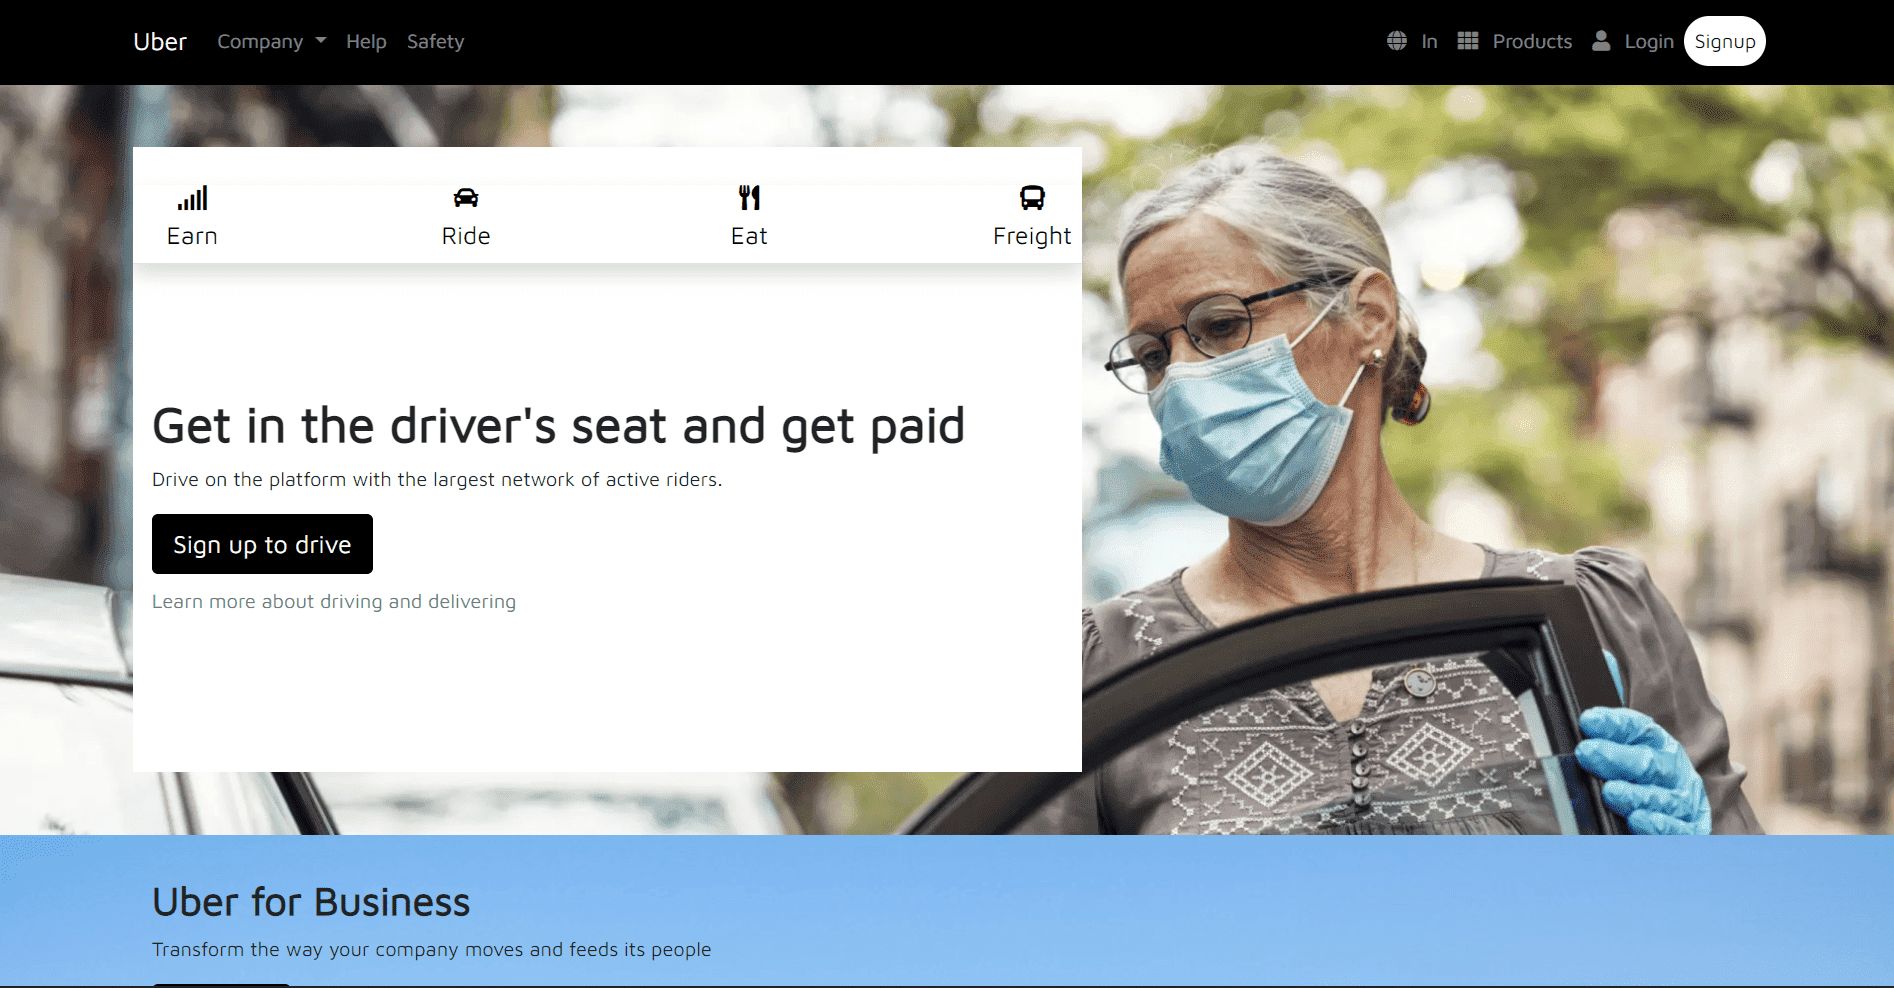 Uber Company Help Safety In Products Login Signup
Earn Ride Eat Freight
Get in the driver's seat and get paid
Drive on the platform with the largest network of active riders.
Sign up to drive
Learn more about driving and delivering
Uber for Business
Transform the way your company moves and feeds its people